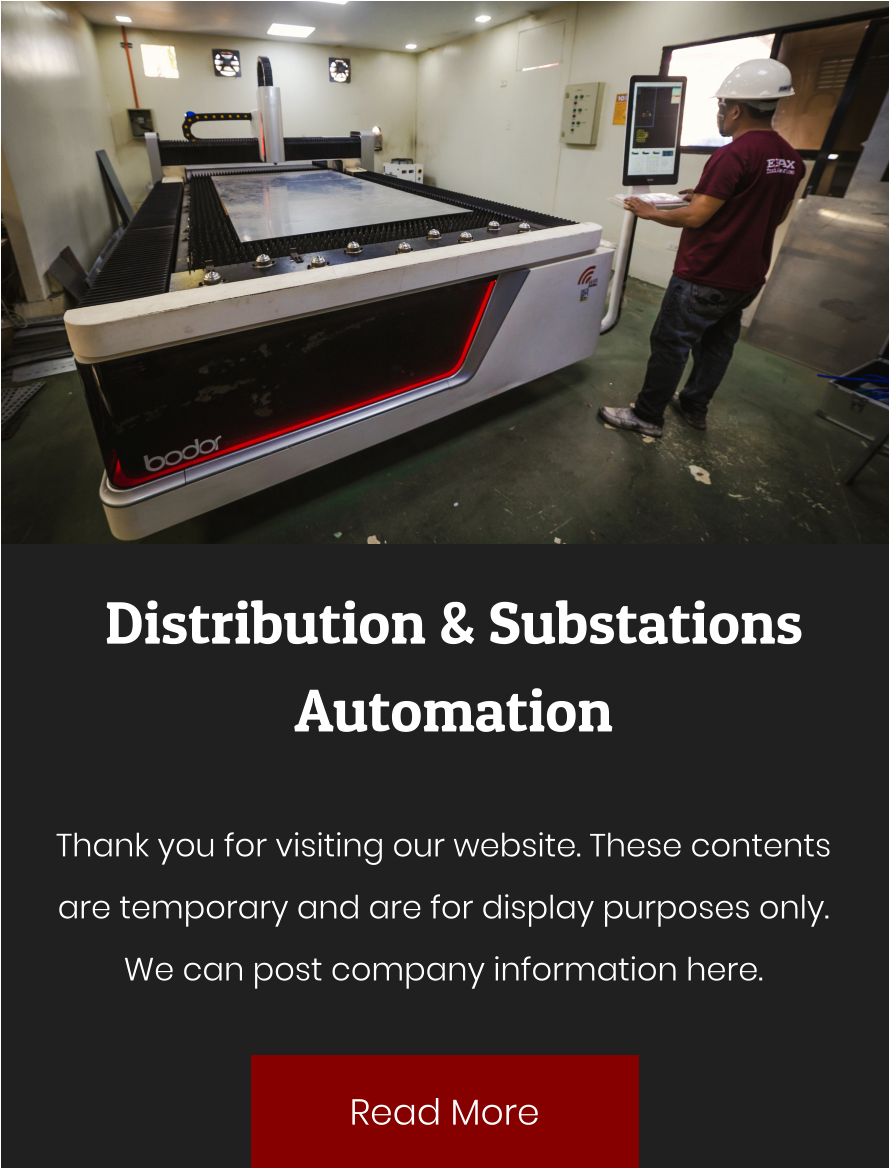 bodor
Distribution & Substations
Automation
Thank you for visiting our website. These contents
are temporary and are for display purposes only.
We can post company information here.
Read More